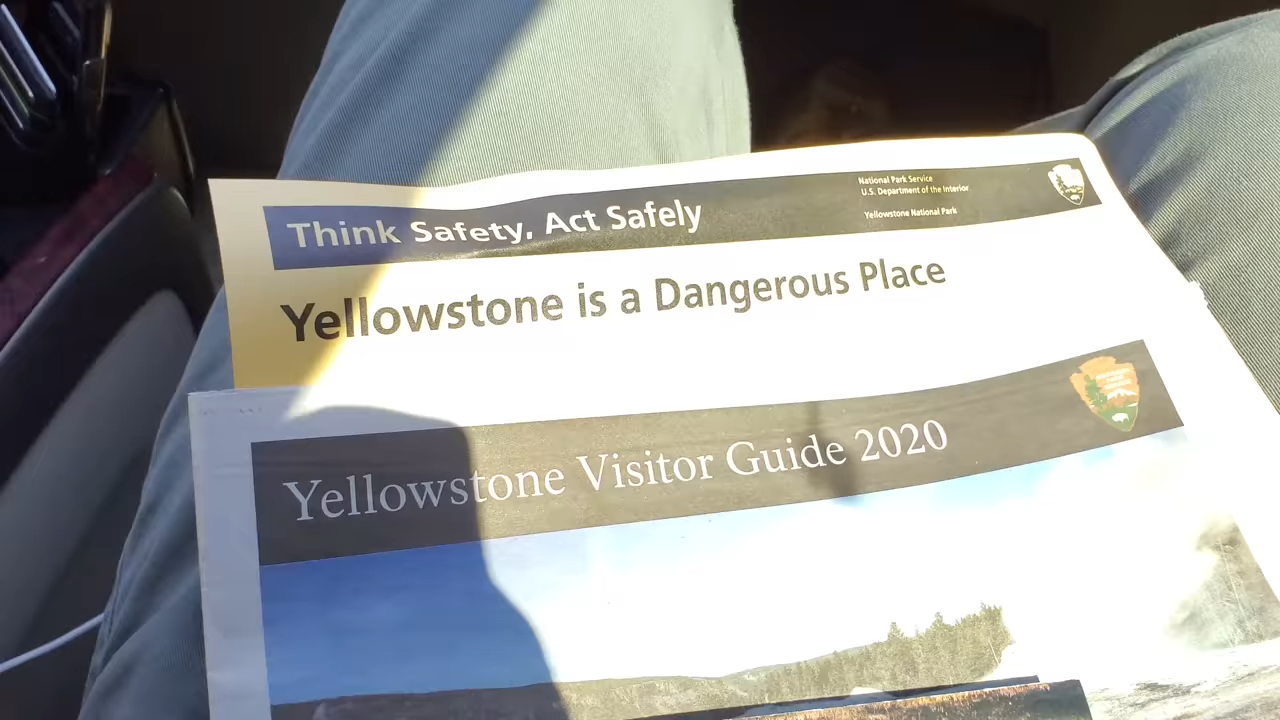 Think Safety, Act Safely
National Park Service
U.S. Department of the Interior
Yellowstone National Park
Yellowstone is a Dangerous Place
Yellowstone Visitor Guide 2020